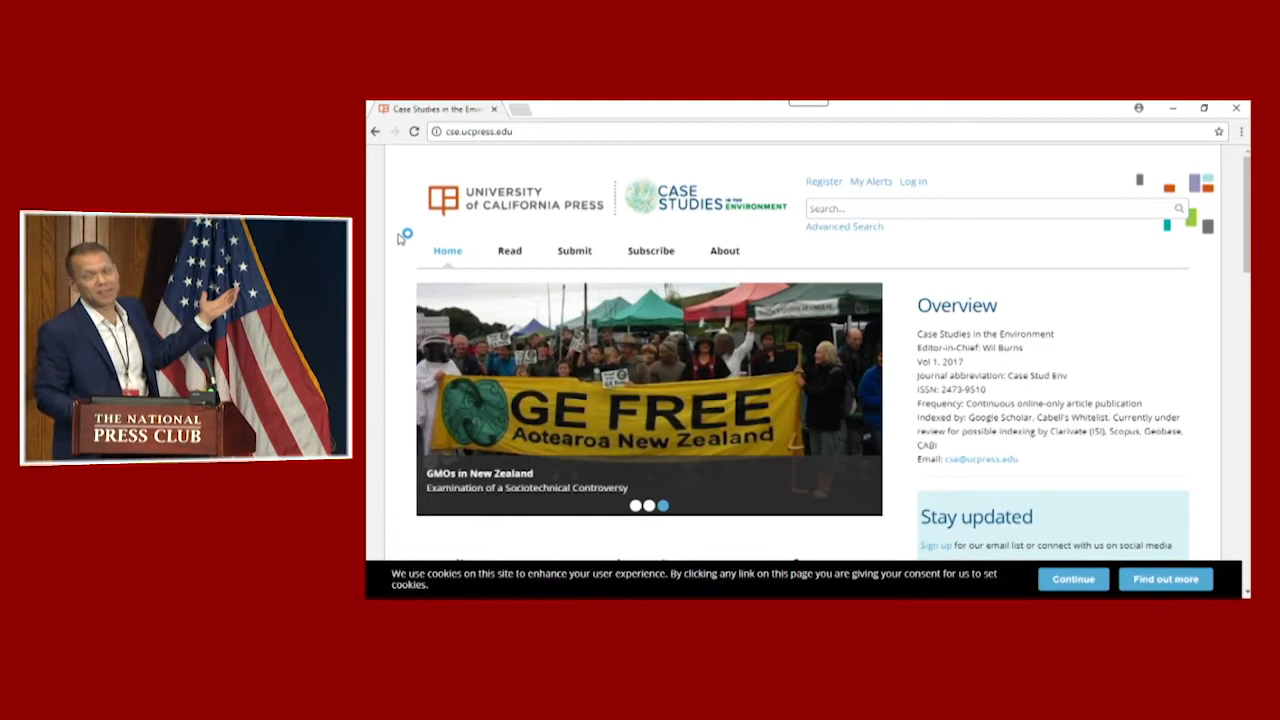 THE NATIONAL
PRESS CLUB
Case Studies in the Env
cse.ucpress.edu
UNIVERSITY
of CALIFORNIA PRESS
CASE
STUDIES IN THE ENVIRONMENT
Register My Alerts Log in
Search...
Advanced Search
Home Read Submit Subscribe About
GE FREE
Aotearoa New Zealand
GMOs in New Zealand
Examination of a Sociotechnical Controversy
Overview
Case Studies in the Environment
Editor-in-Chief: Wil Burns
Vol 1, 2017
Journal abbreviation: Case Stud Env
ISSN: 2473-9510
Frequency: Continuous online-only article publication
Indexed by: Google Scholar, Cabell's Whitelist. Currently under
review for possible indexing by Clarivate (ISI), Scopus, Geobase,
CABI
Email: cse@ucpress.edu
Stay updated
Sign up for our email list or connect with us on social media
We use cookies on this site to enhance your user experience. By clicking any link on this page you are giving your consent for us to set
cookies.
Continue
Find out more